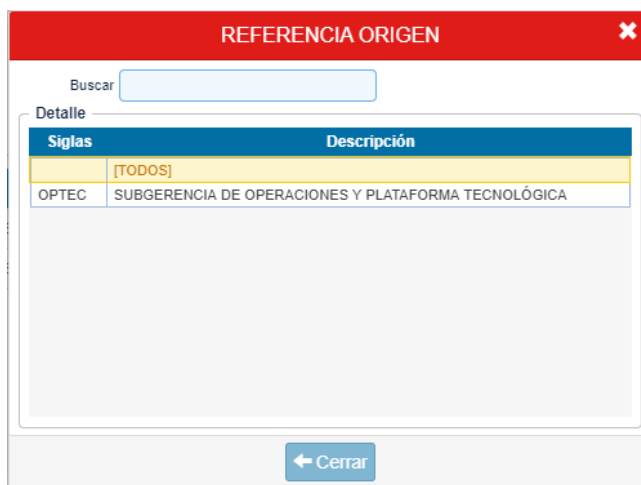 REFERENCIA ORIGEN
Buscar
Detalle
Siglas Descripción
[TODOS]
OPTEC SUBGERENCIA DE OPERACIONES Y PLATAFORMA TECNOLÓGICA
Cerrar